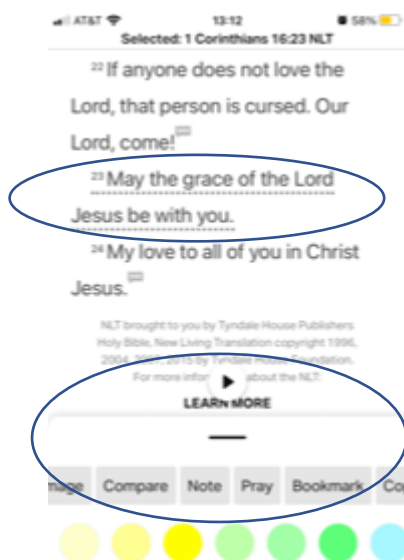 AT&T 13:12 58%
Selected: 1 Corinthians 16:23 NLT
22 If anyone does not love the
Lord, that person is cursed. Our
Lord, come!
23 May the grace of the Lord
Jesus be with you.
24 My love to all of you in Christ
Jesus.
NLT brought to you by Tyndale House Publishers
Holy Bible, New Living Translation copyright 1996,
2004, 2007, 2015 by Tyndale House Foundation.
For more about the NLT:
LEARN MORE
mage Compare Note Pray Bookmark Cop